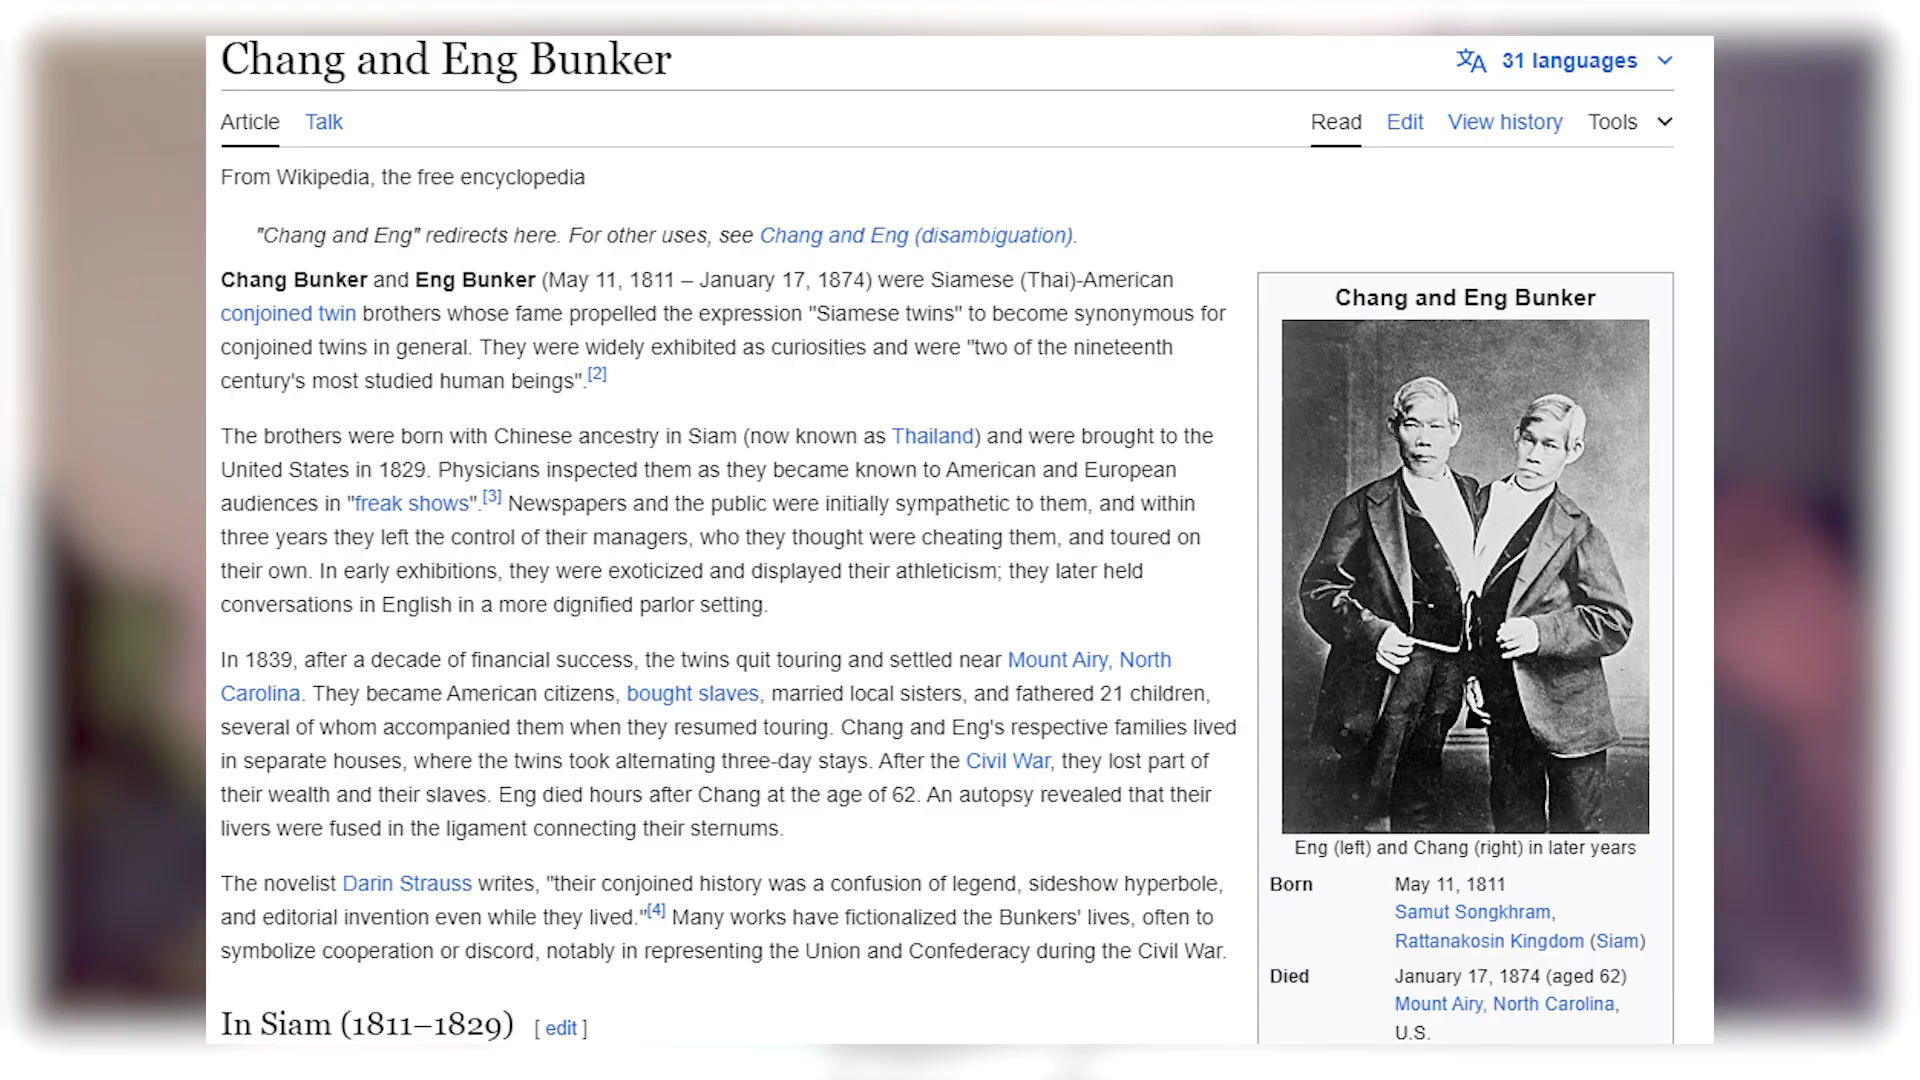 Chang and Eng Bunker
31 languages
Article Talk
Read Edit View history Tools
From Wikipedia, the free encyclopedia
"Chang and Eng" redirects here. For other uses, see Chang and Eng (disambiguation).
Chang Bunker and Eng Bunker (May 11, 1811 – January 17, 1874) were Siamese (Thai)-American
conjoined twin brothers whose fame propelled the expression "Siamese twins" to become synonymous for
conjoined twins in general. They were widely exhibited as curiosities and were "two of the nineteenth
century's most studied human beings".[2]
The brothers were born with Chinese ancestry in Siam (now known as Thailand) and were brought to the
United States in 1829. Physicians inspected them as they became known to American and European
audiences in "freak shows".[3] Newspapers and the public were initially sympathetic to them, and within
three years they left the control of their managers, who they thought were cheating them, and toured on
their own. In early exhibitions, they were exoticized and displayed their athleticism; they later held
conversations in English in a more dignified parlor setting.
In 1839, after a decade of financial success, the twins quit touring and settled near Mount Airy, North
Carolina. They became American citizens, bought slaves, married local sisters, and fathered 21 children,
several of whom accompanied them when they resumed touring. Chang and Eng's respective families lived
in separate houses, where the twins took alternating three-day stays. After the Civil War, they lost part of
their wealth and their slaves. Eng died hours after Chang at the age of 62. An autopsy revealed that their
livers were fused in the ligament connecting their sternums.
The novelist Darin Strauss writes, "their conjoined history was a confusion of legend, sideshow hyperbole,
and editorial invention even while they lived."[4] Many works have fictionalized the Bunkers' lives, often to
symbolize cooperation or discord, notably in representing the Union and Confederacy during the Civil War.
In Siam (1811–1829) [ edit ]
Chang and Eng Bunker
Eng (left) and Chang (right) in later years
Born May 11, 1811
Samut Songkhram,
Rattanakosin Kingdom (Siam)
Died January 17, 1874 (aged 62)
Mount Airy, North Carolina,
U.S.